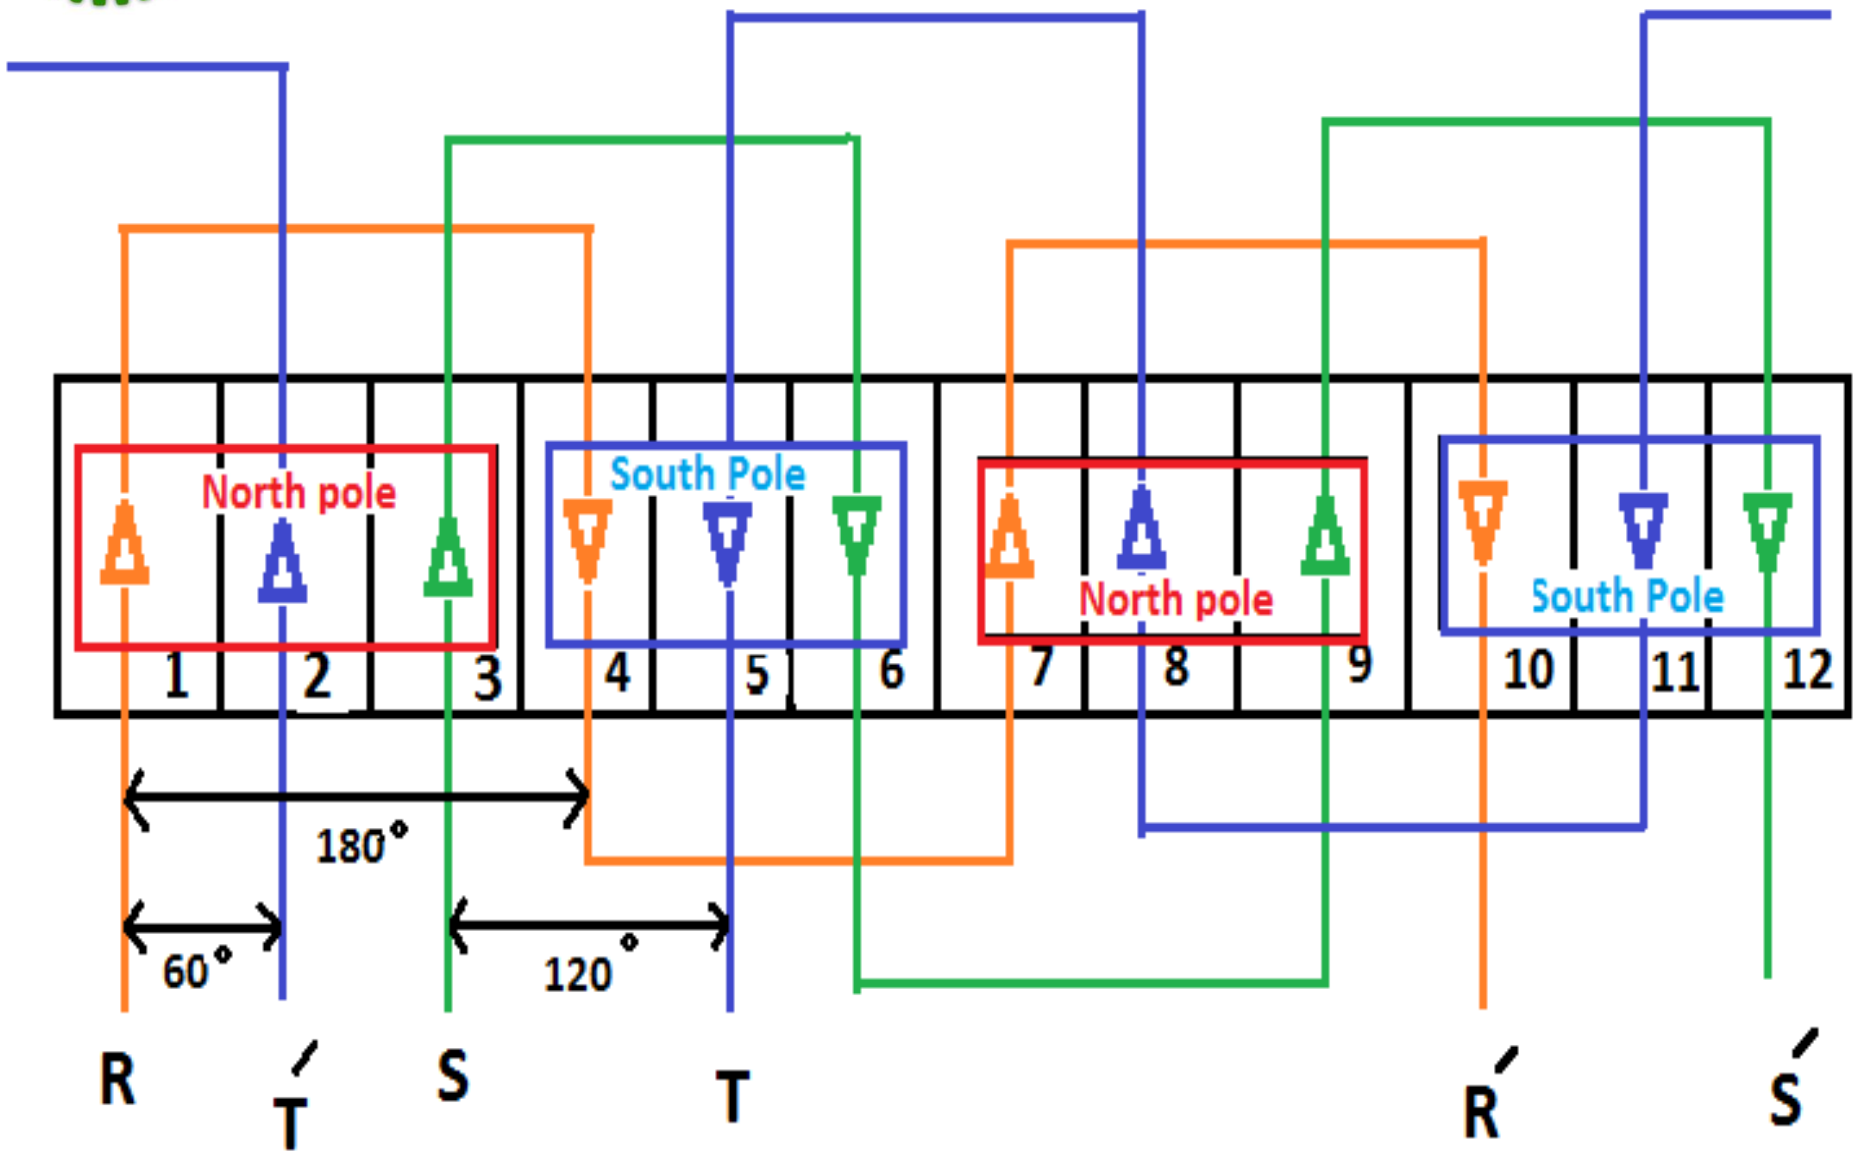 South Pole
North pole
North pole
South Pole
1 2 3 4 5 6 7 8 9 10 11 12
180°
60°
120°
R T′ S T R′ S′